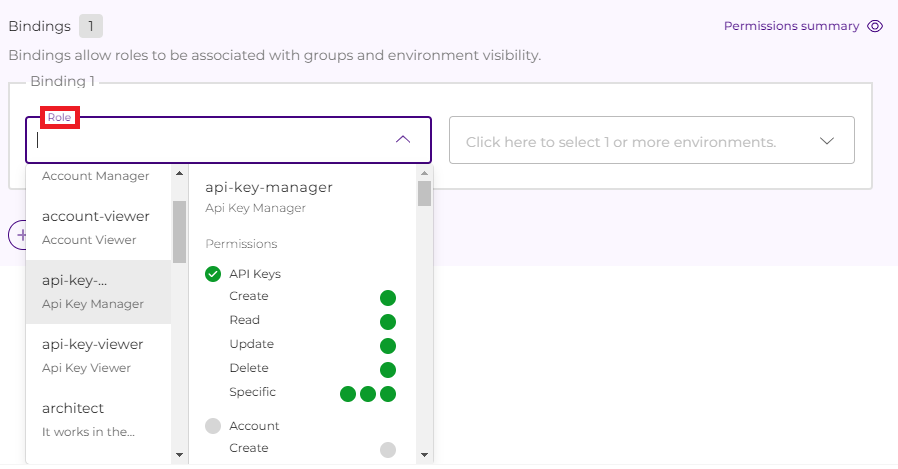 Bindings 1
Permissions summary
Bindings allow roles to be associated with groups and environment visibility.
Binding 1
Role
Click here to select 1 or more environments.
Account Manager
account-viewer
Account Viewer
api-key-...
Api Key Manager
api-key-viewer
Api Key Viewer
architect
It works in the...
api-key-manager
Api Key Manager
Permissions
API Keys
Create
Read
Update
Delete
Specific
Account
Create